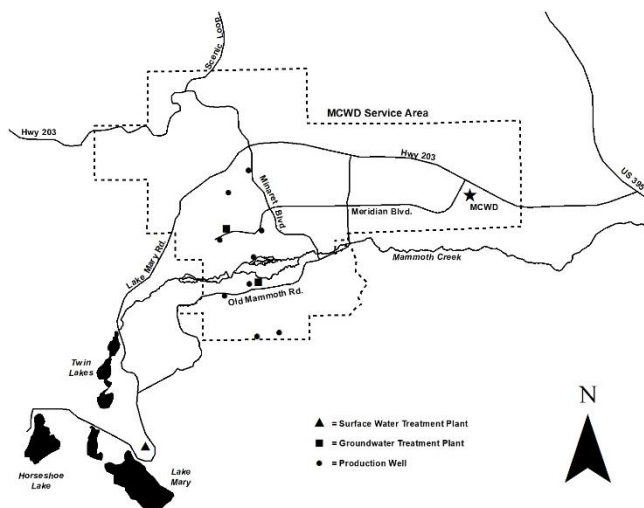 Scenic Loop
MCWD Service Area
Hwy 203
Hwy 203
US 395
Minaret Blvd
MCWD
Meridian Blvd.
Lake Mary Rd.
Mammoth Creek
Old Mammoth Rd.
Twin
Lakes
N
= Surface Water Treatment Plant
= Groundwater Treatment Plant
= Production Well
Horseshoe
Lake
Lake
Mary